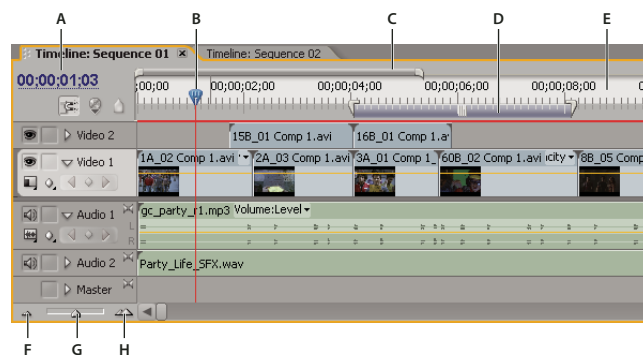 A B C D E
Timeline: Sequence 01 × Timeline: Sequence 02
00;00;01;03
;00;00 00;00;02;00 00;00;04;00 00;00;06;00 00;00;08;00 0
Video 2 15B_01 Comp 1.avi 16B_01 Comp 1.a
Video 1 1A_02 Comp 1.avi 2A_03 Comp 1.avi 3A_01 Comp 1_ 60B_02 Comp 1.avi icity 8B_05 Comp
Audio 1 gc_party_r1.mp3 Volume:Level
L
R
Audio 2 Party_Life_SFX.wav
Master
F G H